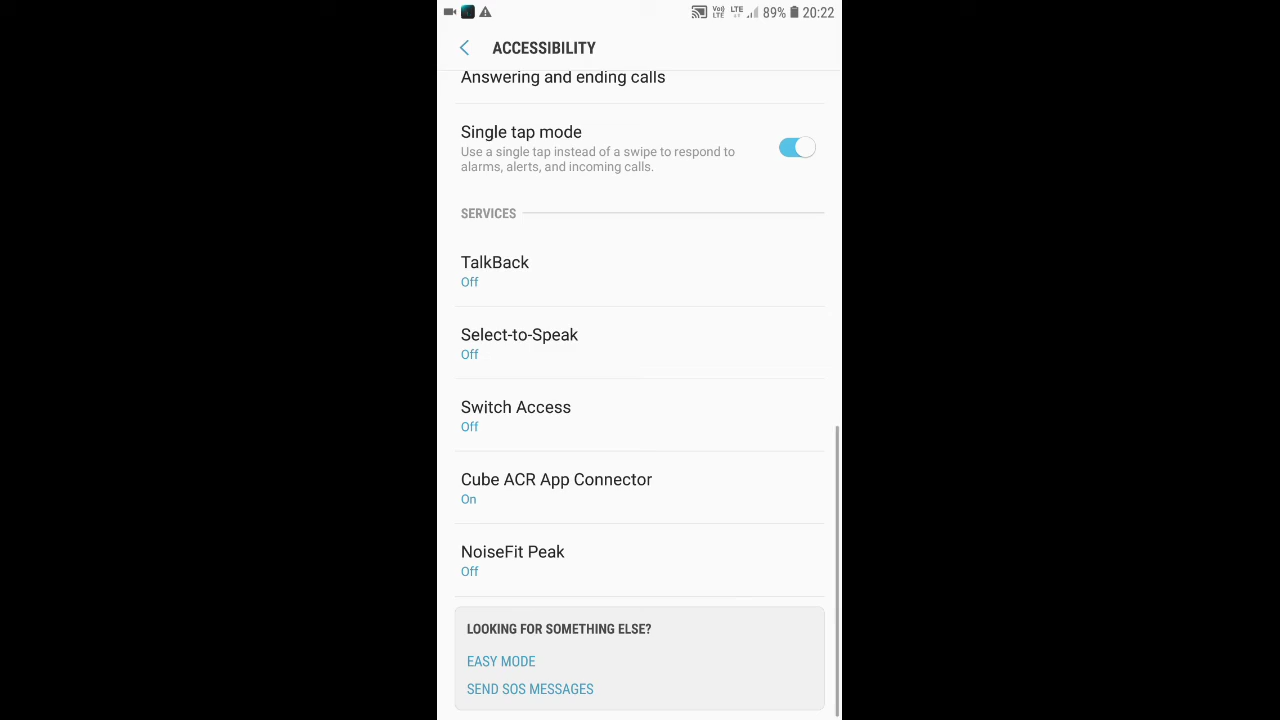 89% 20:22
ACCESSIBILITY
Answering and ending calls
Single tap mode
Use a single tap instead of a swipe to respond to
alarms, alerts, and incoming calls.
SERVICES
TalkBack
Off
Select-to-Speak
Off
Switch Access
Off
Cube ACR App Connector
On
NoiseFit Peak
Off
LOOKING FOR SOMETHING ELSE?
EASY MODE
SEND SOS MESSAGES